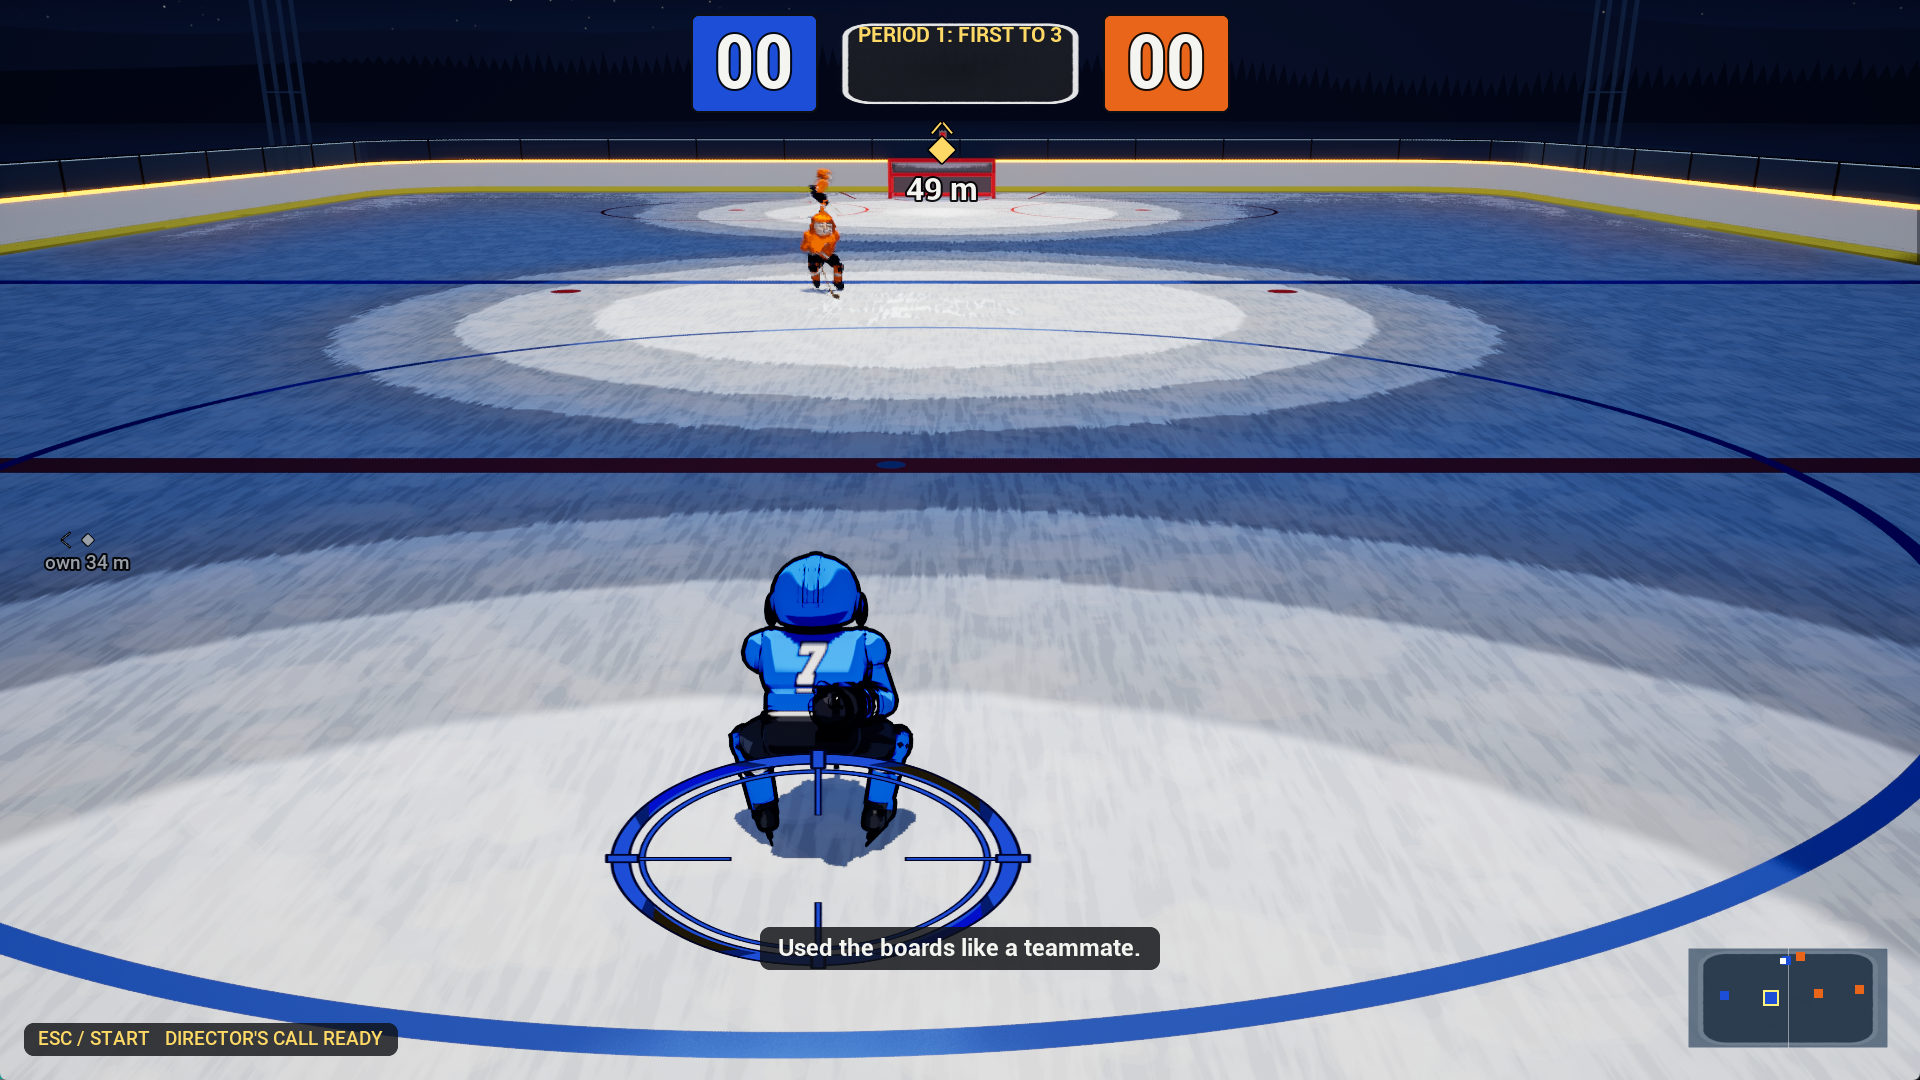 00
PERIOD 1: FIRST TO 3
00
49 m
own 34 m
7
Used the boards like a teammate.
ESC / START DIRECTOR'S CALL READY